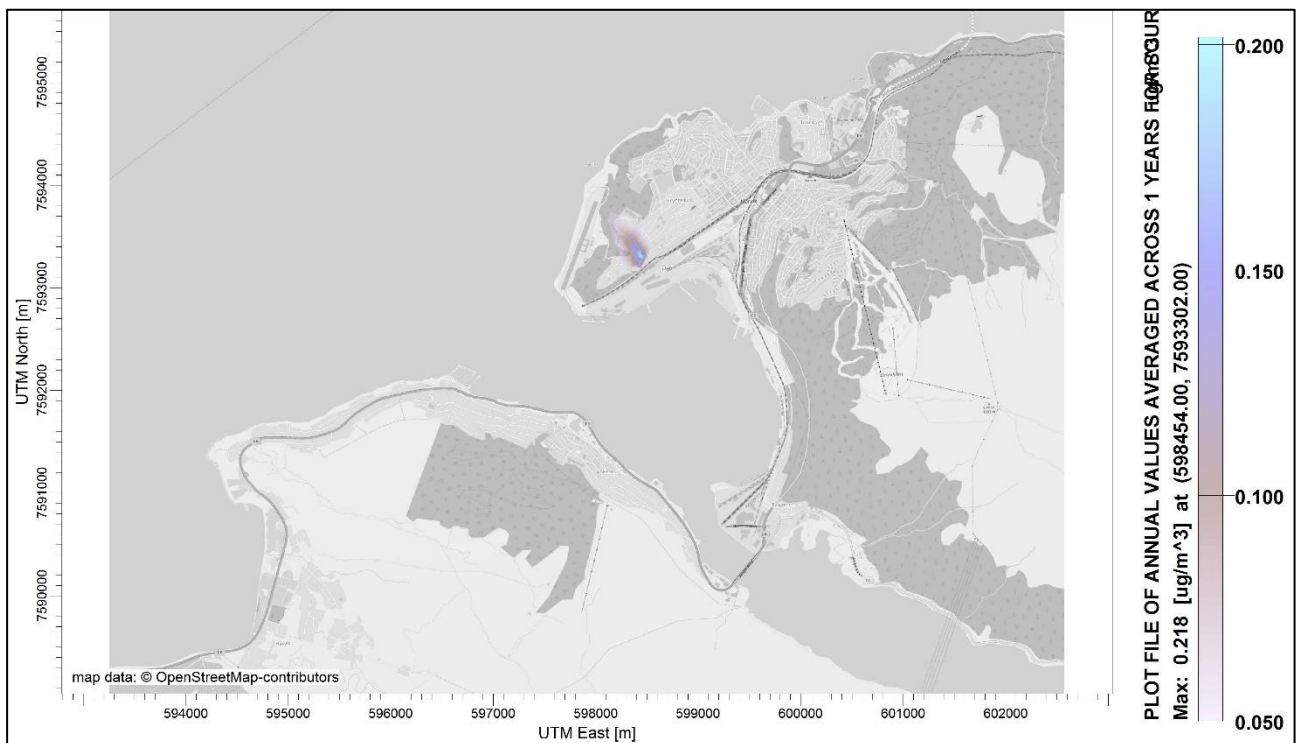 7595000
7594000
7593000
7592000
7591000
7590000
UTM North [m]
map data: © OpenStreetMap-contributors
594000 595000 596000 597000 598000 599000 600000 601000 602000
UTM East [m]
PLOT FILE OF ANNUAL VALUES AVERAGED ACROSS 1 YEARS FOR
Max: 0.218 [ug/m^3] at (598454.00, 7593302.00)
0.200
0.150
0.100
0.050